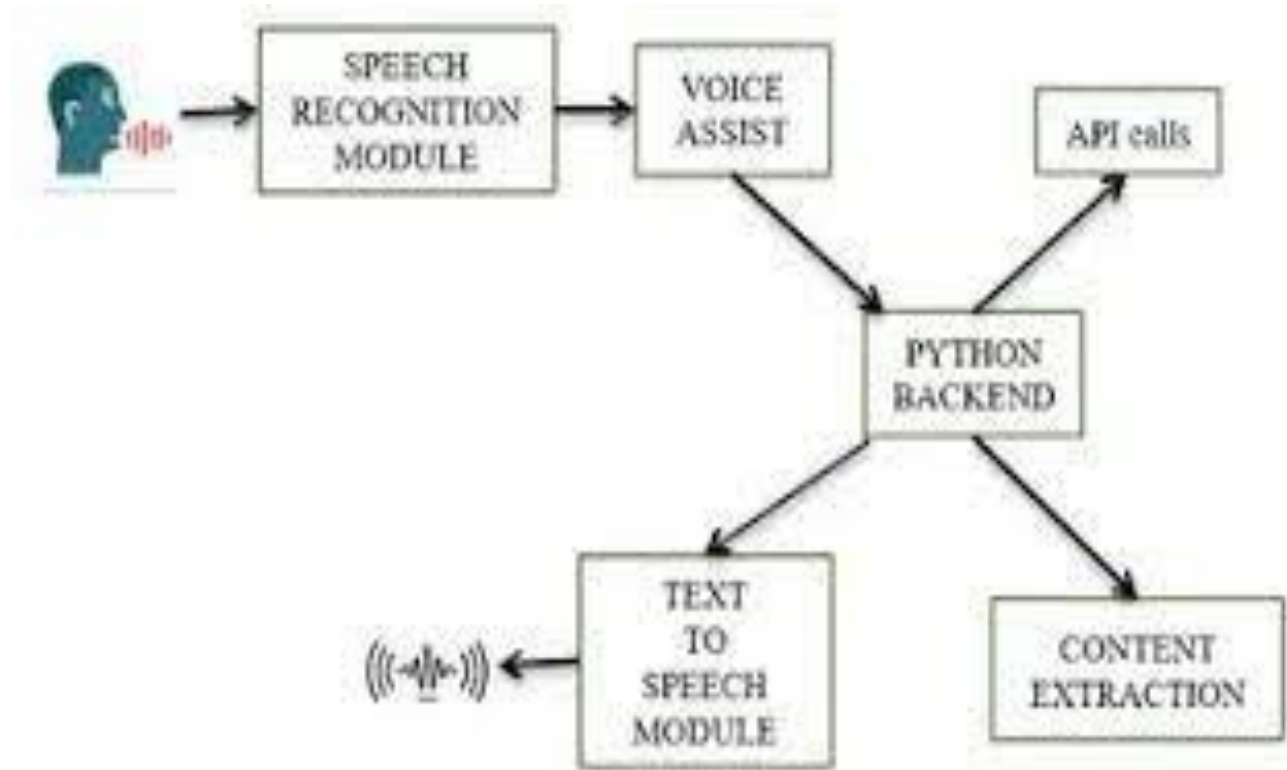 SPEECH
RECOGNITION
MODULE
VOICE
ASSIST
API calls
PYTHON
BACKEND
TEXT
TO
SPEECH
MODULE
CONTENT
EXTRACTION